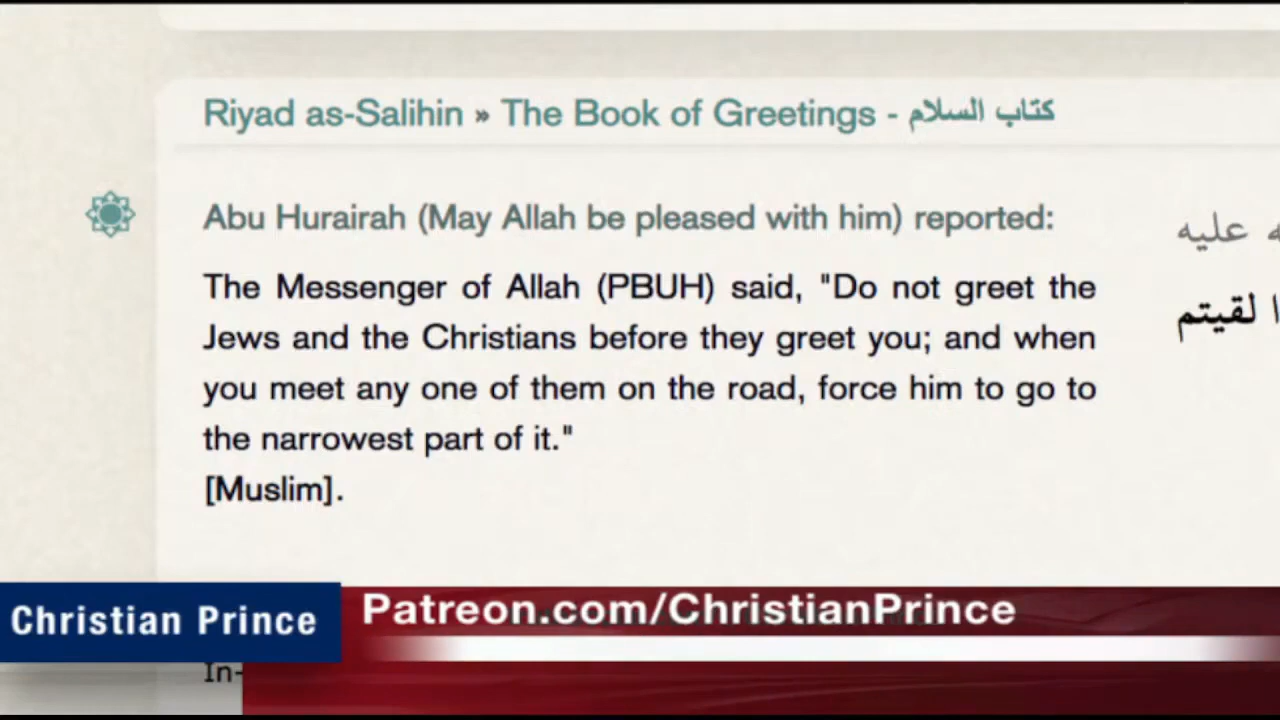 Riyad as-Salihin » The Book of Greetings - كتاب السلام
Abu Hurairah (May Allah be pleased with him) reported:
The Messenger of Allah (PBUH) said, "Do not greet the
Jews and the Christians before they greet you; and when
you meet any one of them on the road, force him to go to
the narrowest part of it."
[Muslim].
ه عليه
ا لقيتم
Christian Prince
Patreon.com/ChristianPrince
In-